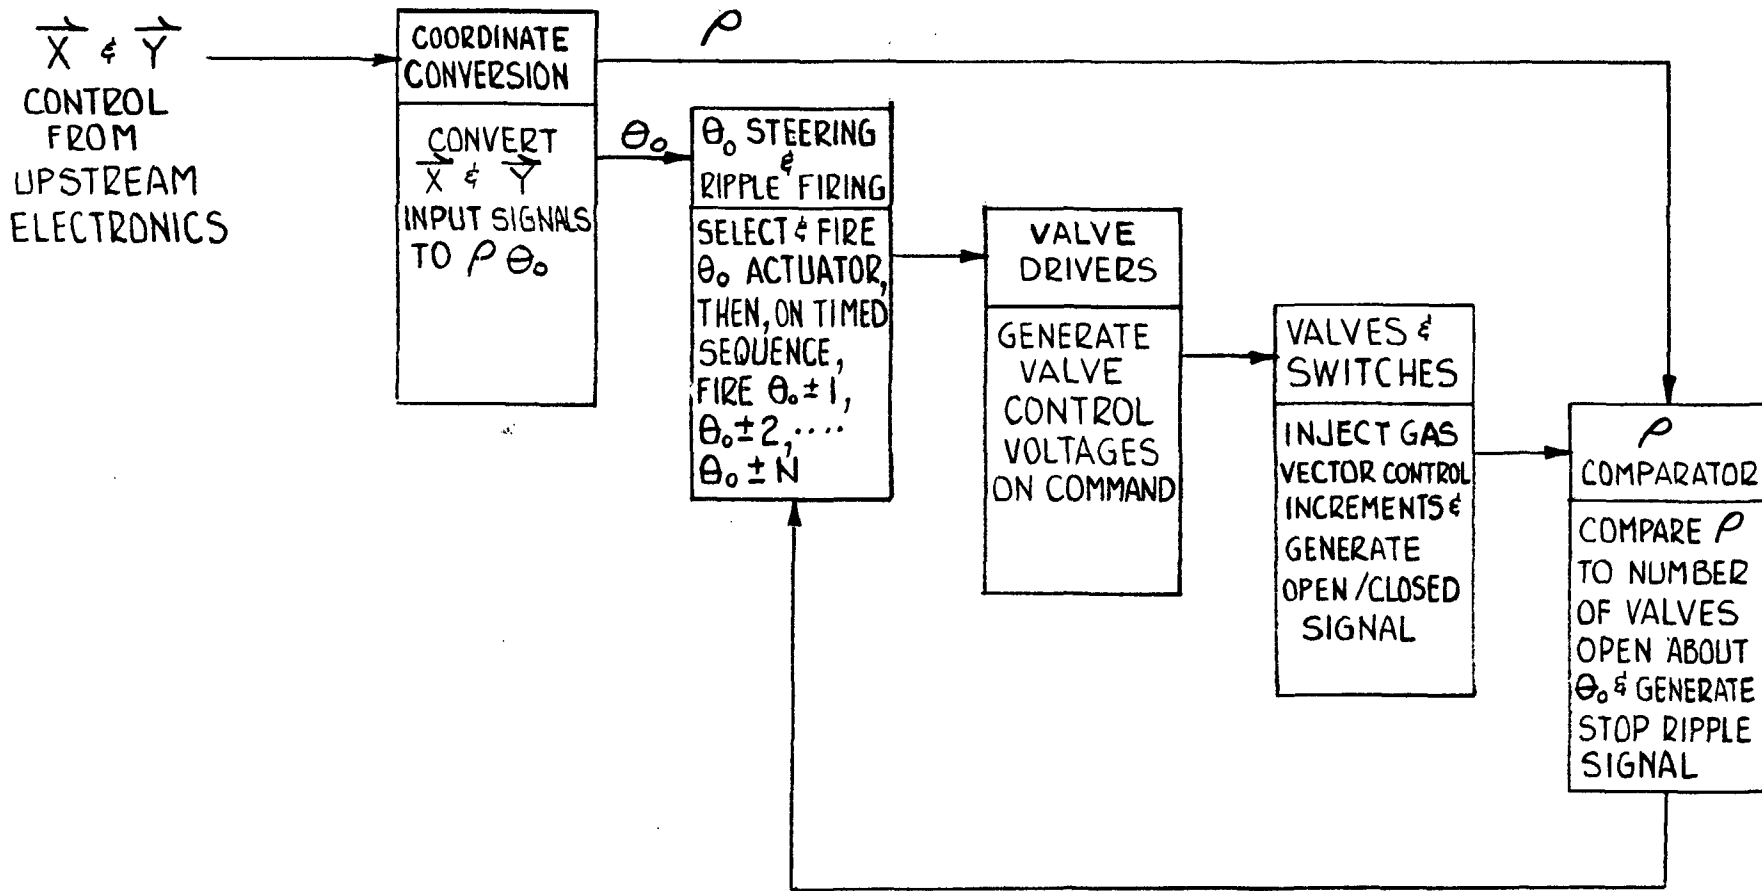 X⃗ & Y⃗
CONTROL
FROM
UPSTREAM
ELECTRONICS
COORDINATE
CONVERSION
CONVERT
X⃗ & Y⃗
INPUT SIGNALS
TO ρ θ₀
ρ
θ₀
θ₀ STEERING
&
RIPPLE FIRING
SELECT & FIRE
θ₀ ACTUATOR,
THEN, ON TIMED
SEQUENCE,
FIRE θ₀ ± 1,
θ₀ ± 2, ....
θ₀ ± N
VALVE
DRIVERS
GENERATE
VALVE
CONTROL
VOLTAGES
ON COMMAND
VALVES &
SWITCHES
INJECT GAS
VECTOR CONTROL
INCREMENTS &
GENERATE
OPEN/CLOSED
SIGNAL
ρ
COMPARATOR
COMPARE ρ
TO NUMBER
OF VALVES
OPEN ABOUT
θ₀ & GENERATE
STOP RIPPLE
SIGNAL